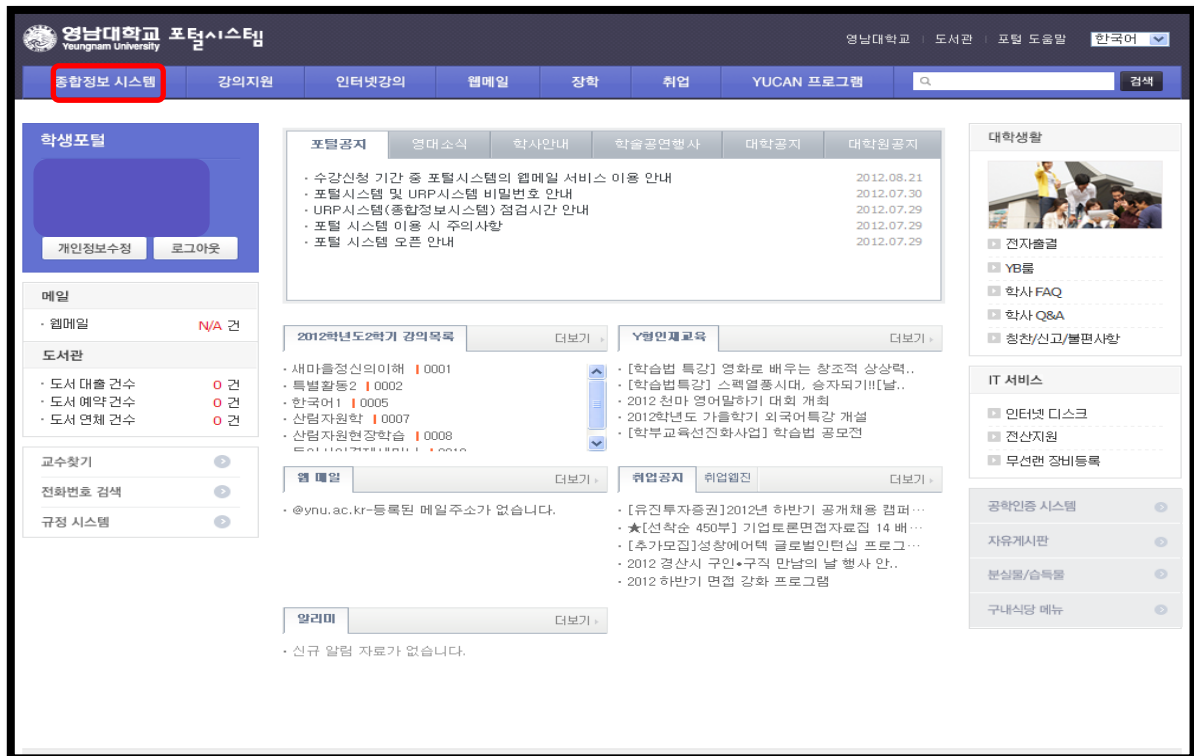 영남대학교 포털시스템
Yeungnam University
영남대학교 | 도서관 | 포털 도움말 한국어
종합정보 시스템 강의지원 인터넷강의 웹메일 장학 취업 YUCAN 프로그램 검색
학생포털
개인정보수정 로그아웃
메일
· 웹메일 N/A 건
도서관
· 도서 대출 건수 0 건
· 도서 예약 건수 0 건
· 도서 연체 건수 0 건
교수찾기
전화번호 검색
규정 시스템
포털공지 영대소식 학사안내 학술공연행사 대학공지 대학원공지
· 수강신청 기간 중 포털시스템의 웹메일 서비스 이용 안내 2012.08.21
· 포털시스템 및 URP시스템 비밀번호 안내 2012.07.30
· URP시스템(종합정보시스템) 점검시간 안내 2012.07.29
· 포털 시스템 이용 시 주의사항 2012.07.29
· 포털 시스템 오픈 안내 2012.07.29
2012학년도2학기 강의목록 더보기
· 새마을정신의이해 | 0001
· 특별활동2 | 0002
· 한국어1 | 0005
· 산림자원학 | 0007
· 산림자원현장학습 | 0008
Y형인재교육 더보기
· [학습법 특강] 영화로 배우는 창조적 상상력..
· [학습법특강] 스펙열풍시대, 승자되기!![날..
· 2012 천마 영어말하기 대회 개최
· 2012학년도 가을학기 외국어특강 개설
· [학부교육선진화사업] 학습법 공모전
웹 메일 더보기
· @ynu.ac.kr-등록된 메일주소가 없습니다.
취업공지 취업웹진 더보기
· [유진투자증권]2012년 하반기 공개채용 캠퍼…
· ★[선착순 450부] 기업토론면접자료집 14 배…
· [추가모집]성창에어텍 글로벌인턴십 프로그…
· 2012 경산시 구인•구직 만남의 날 행사 안..
· 2012 하반기 면접 강화 프로그램
알리미 더보기
· 신규 알림 자료가 없습니다.
대학생활
전자출결
YB룸
학사 FAQ
학사 Q&A
칭찬/신고/불편사항
IT 서비스
인터넷 디스크
전산지원
무선랜 장비등록
공학인증 시스템
자유게시판
분실물/습득물
구내식당 메뉴